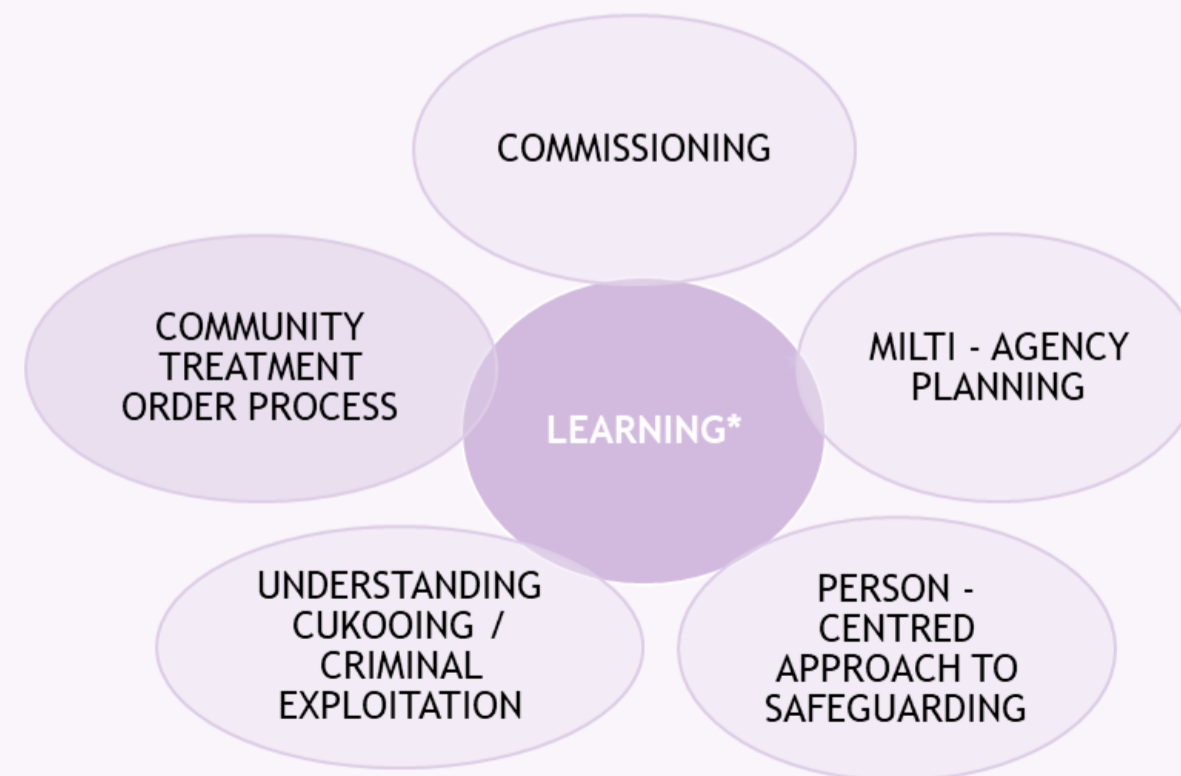 COMMISSIONING
MILTI - AGENCY
PLANNING
PERSON -
CENTRED
APPROACH TO
SAFEGUARDING
UNDERSTANDING
CUKOOING /
CRIMINAL
EXPLOITATION
COMMUNITY
TREATMENT
ORDER PROCESS
LEARNING*